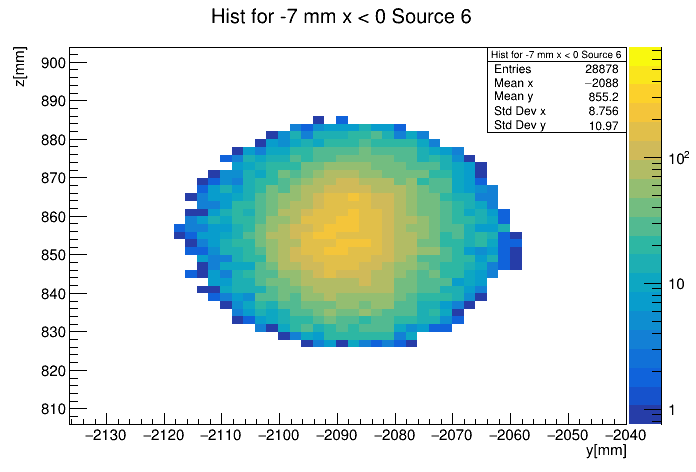 Hist for -7 mm x < 0 Source 6
z[mm]
Hist for -7 mm x < 0 Source 6
Entries 28878
Mean x −2088
Mean y 855.2
Std Dev x 8.756
Std Dev y 10.97
900
890
880
870
860
850
840
830
820
810
10²
10
1
−2130 −2120 −2110 −2100 −2090 −2080 −2070 −2060 −2050 −2040
y[mm]